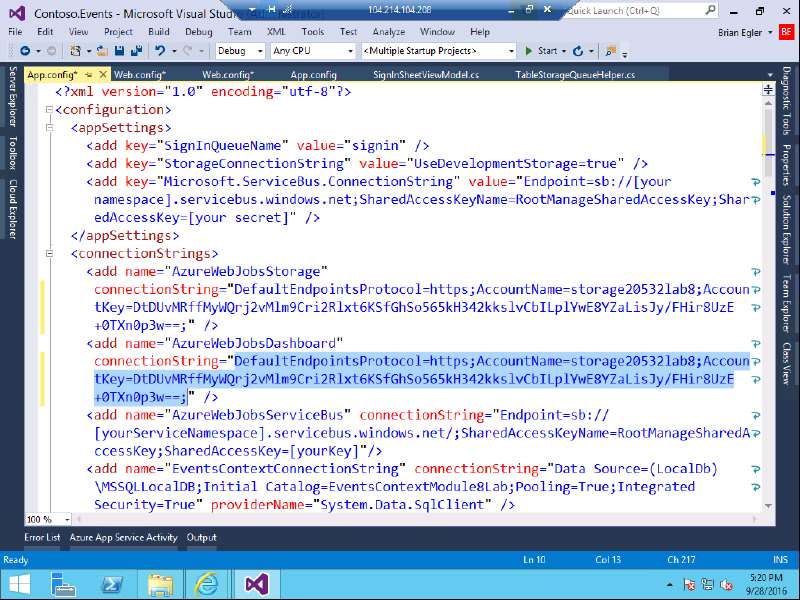 Contoso.Events - Microsoft Visual Stu
104.214.104.208
Quick Launch (Ctrl+Q)
File Edit View Project Build Debug Team XML Tools Test Analyze Window Help Brian Egler BE
Debug Any CPU <Multiple Startup Projects> Start
App.config* Web.config* Web.config* App.config SignInSheetViewModel.cs TableStorageQueueHelper.cs
Server Explorer
Toolbox
Cloud Explorer
<?xml version="1.0" encoding="utf-8"?>
<configuration>
<appSettings>
<add key="SignInQueueName" value="signin" />
<add key="StorageConnectionString" value="UseDevelopmentStorage=true" />
<add key="Microsoft.ServiceBus.ConnectionString" value="Endpoint=sb://[your
namespace].servicebus.windows.net;SharedAccessKeyName=RootManageSharedAccessKey;Shar
edAccessKey=[your secret]" />
</appSettings>
<connectionStrings>
<add name="AzureWebJobsStorage"
connectionString="DefaultEndpointsProtocol=https;AccountName=storage20532lab8;Accoun
tKey=DtDUvMRffMyWQrj2vMlm9Cri2Rlxt6KSfGhSo565kH342kkslvCbILplYwE8YZaLisJy/FHir8UzE
+0TXn0p3w==;" />
<add name="AzureWebJobsDashboard"
connectionString="DefaultEndpointsProtocol=https;AccountName=storage20532lab8;Accoun
tKey=DtDUvMRffMyWQrj2vMlm9Cri2Rlxt6KSfGhSo565kH342kkslvCbILplYwE8YZaLisJy/FHir8UzE
+0TXn0p3w==;" />
<add name="AzureWebJobsServiceBus" connectionString="Endpoint=sb://
[yourServiceNamespace].servicebus.windows.net/;SharedAccessKeyName=RootManageSharedA
ccessKey;SharedAccessKey=[yourKey]"/>
<add name="EventsContextConnectionString" connectionString="Data Source=(LocalDb)
\MSSQLLocalDB;Initial Catalog=EventsContextModule8Lab;Pooling=True;Integrated
Security=True" providerName="System.Data.SqlClient" />
Diagnostic Tools
Properties
Solution Explorer
Team Explorer
Class View
100 %
Error List Azure App Service Activity Output
Ready Ln 10 Col 13 Ch 217 INS
5:20 PM
9/28/2016